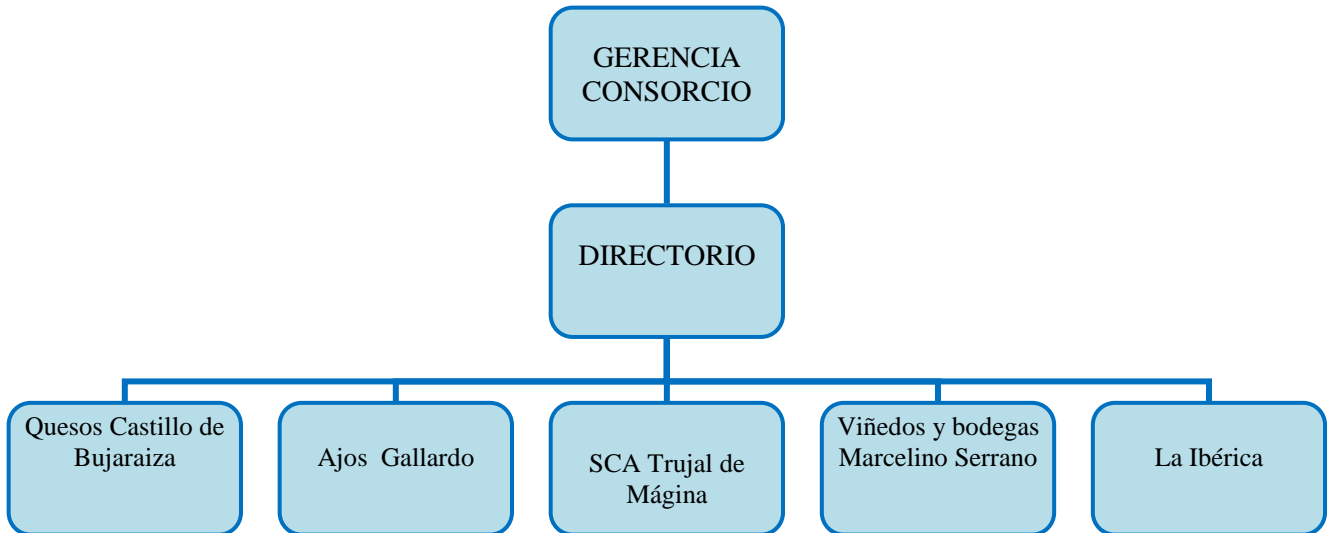 GERENCIA
CONSORCIO
DIRECTORIO
Quesos Castillo de
Bujaraiza
Ajos Gallardo
SCA Trujal de
Mágina
Viñedos y bodegas
Marcelino Serrano
La Ibérica